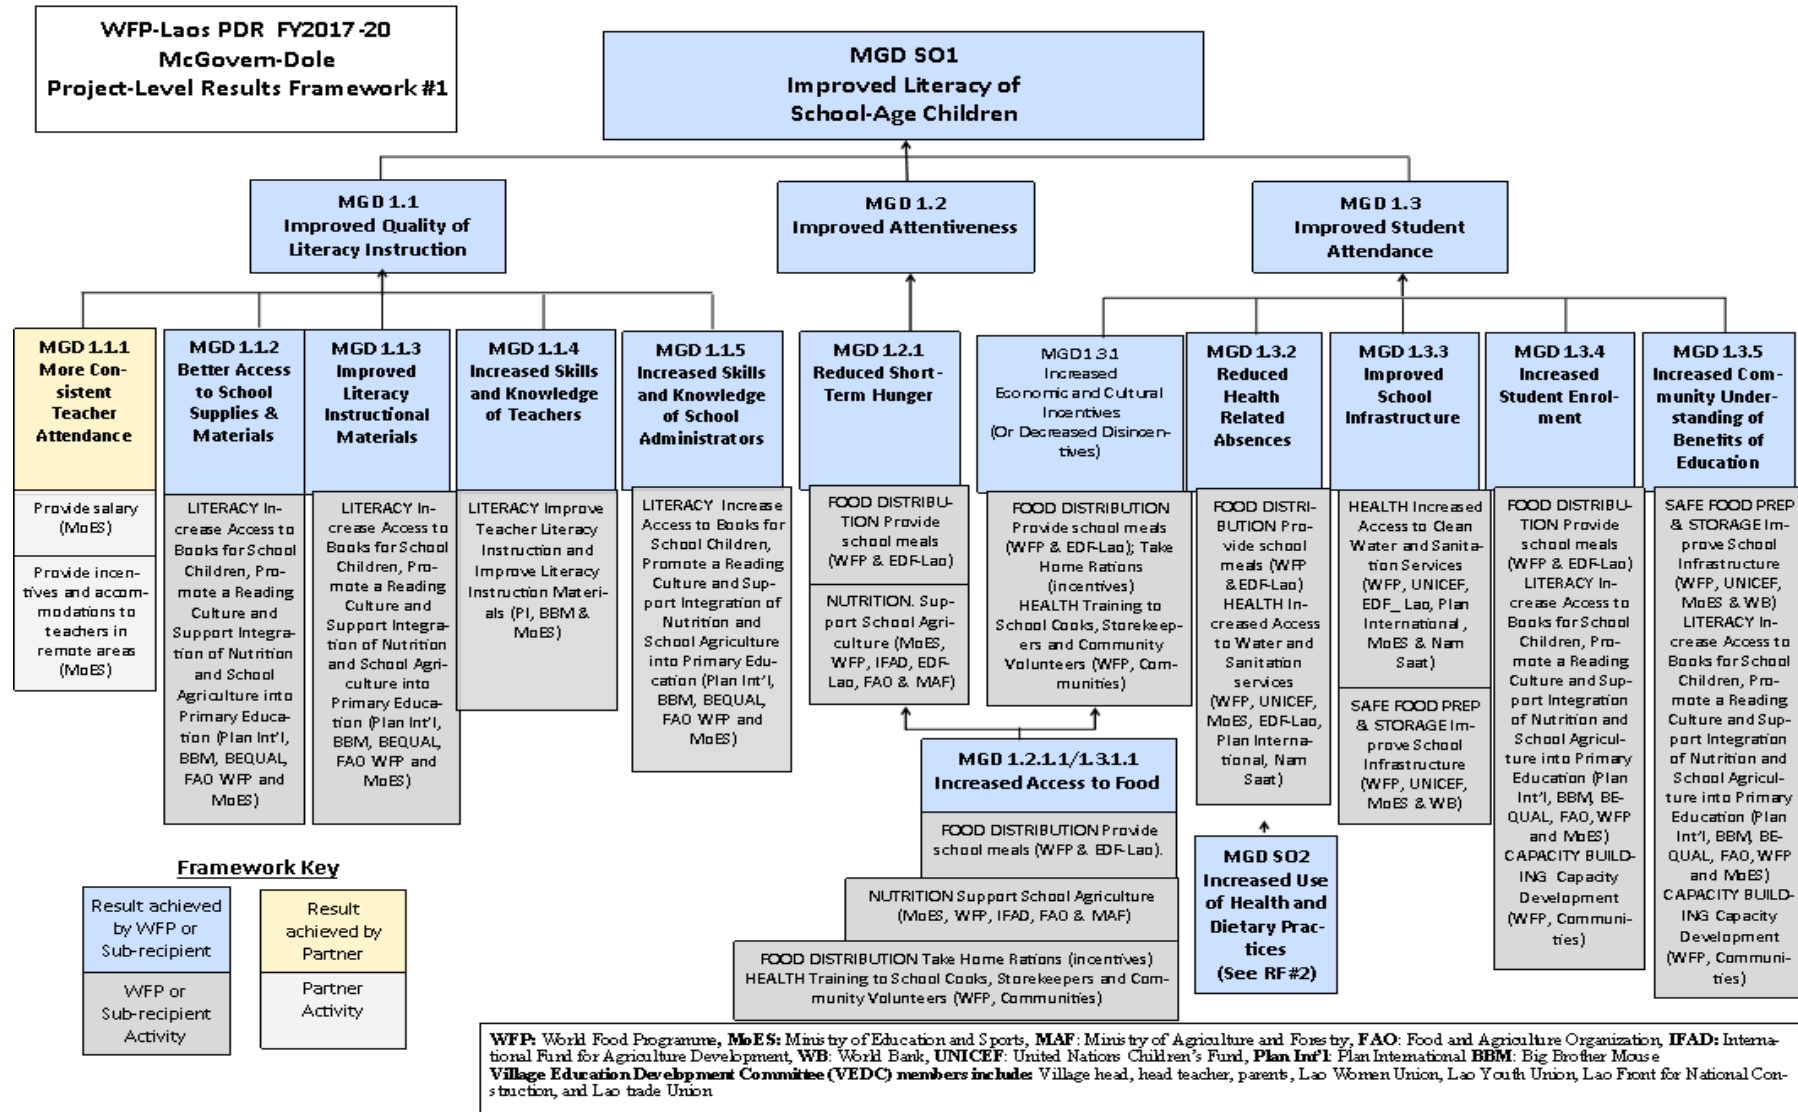 WFP-Laos PDR FY2017-20
McGovern-Dole
Project-Level Results Framework #1
MGD SO1
Improved Literacy of
School-Age Children
MGD 1.1
Improved Quality of
Literacy Instruction
MGD 1.2
Improved Attentiveness
MGD 1.3
Improved Student
Attendance
MGD 1.1.1
More Con-
sistent
Teacher
Attendance
Provide salary
(MoES)
Provide incen-
tives and accom-
modations to
teachers in
remote areas
(MoES)
MGD 1.1.2
Better Access
to School
Supplies &
Materials
LITERACY In-
crease Access to
Books for School
Children, Pro-
mote a Reading
Culture and
Support Integra-
tion of Nutrition
and School
Agriculture into
Primary Educa-
tion (Plan Int'l,
BBM, BEQUAL,
FAO WFP and
MoES)
MGD 1.1.3
Improved
Literacy
Instructional
Materials
LITERACY In-
crease Access to
Books for School
Children, Pro-
mote a Reading
Culture and
Support Integra-
tion of Nutrition
and School Agri-
culture into
Primary Educa-
tion (Plan Int'l,
BBM, BEQUAL,
FAO WFP and
MoES)
MGD 1.1.4
Increased Skills
and Knowledge
of Teachers
LITERACY Improve
Teacher Literacy
Instruction and
Improve Literacy
Instruction Materi-
als (PI, BBM &
MoES)
MGD 1.1.5
Increased Skills
and Knowledge
of School
Administrators
LITERACY Increase
Access to Books for
School Children,
Promote a Reading
Culture and Sup-
port Integration of
Nutrition and
School Agriculture
into Primary Edu-
cation (Plan Int'l,
BBM, BEQUAL,
FAO WFP and
MoES)
MGD 1.2.1
Reduced Short-
Term Hunger
FOOD DISTRIBU-
TION Provide
school meals
(WFP & EDF-Lao)
NUTRITION. Sup-
port School Agri-
culture (MoES,
WFP, IFAD, EDF-
Lao, FAO & MAF)
MGD1.3.1
Increased
Economic and Cultural
Incentives
(Or Decreased Disincen-
tives)
FOOD DISTRIBUTION
Provide school meals
(WFP & EDF-Lao); Take
Home Rations
(incentives)
HEALTH Training to
School Cooks, Storekeep-
ers and Community
Volunteers (WFP, Com-
munities)
MGD 1.2.1.1/1.3.1.1
Increased Access to Food
FOOD DISTRIBUTION Provide
school meals (WFP & EDF-Lao).
NUTRITION Support School Agriculture
(MoES, WFP, IFAD, FAO & MAF)
FOOD DISTRIBUTION Take Home Rations (incentives)
HEALTH Training to School Cooks, Storekeepers and Com-
munity Volunteers (WFP, Communities)
MGD 1.3.2
Reduced
Health
Related
Absences
FOOD DISTRI-
BUTION Pro-
vide school
meals (WFP
&EDF-Lao)
HEALTH In-
creased Access
to Water and
Sanitation
services
(WFP, UNICEF,
MoES, EDF-Lao,
Plan Interna-
tional, Nam
Saat)
MGD SO2
Increased Use
of Health and
Dietary Prac-
tices
(See RF#2)
MGD 1.3.3
Improved
School
Infrastructure
HEALTH Increased
Access to Clean
Water and Sanita-
tion Services
(WFP, UNICEF,
EDF_ Lao, Plan
International,
MoES & Nam
Saat)
SAFE FOOD PREP
& STORAGE Im-
prove School
Infrastructure
(WFP, UNICEF,
MoES & WB)
MGD 1.3.4
Increased
Student Enrol-
ment
FOOD DISTRIBU-
TION Provide
school meals
(WFP & EDF-Lao)
LITERACY In-
crease Access to
Books for School
Children, Pro-
mote a Reading
Culture and Sup-
port Integration
of Nutrition and
School Agricul-
ture into Primary
Education (Plan
Int'l, BBM, BE-
QUAL, FAO, WFP
and MoES)
CAPACITY BUILD-
ING Capacity
Development
(WFP, Communi-
ties)
MGD 1.3.5
Increased Com-
munity Under-
standing of
Benefits of
Education
SAFE FOOD PREP
& STORAGE Im-
prove School
Infrastructure
(WFP, UNICEF,
MoES & WB)
LITERACY In-
crease Access to
Books for School
Children, Pro-
mote a Reading
Culture and Sup-
port Integration
of Nutrition and
School Agricul-
ture into Primary
Education (Plan
Int'l, BBM, BE-
QUAL, FAO, WFP
and MoES)
CAPACITY BUILD-
ING Capacity
Development
(WFP, Communi-
ties)
Framework Key
Result achieved
by WFP or
Sub-recipient
Result
achieved by
Partner
WFP or
Sub-recipient
Activity
Partner
Activity
WFP: World Food Programme, MoES: Ministry of Education and Sports, MAF: Ministry of Agriculture and Forestry, FAO: Food and Agriculture Organization, IFAD: Interna-
tional Fund for Agriculture Development, WB: World Bank, UNICEF: United Nations Children's Fund, Plan Int'l: Plan International BBM: Big Brother Mouse
Village Education Development Committee (VEDC) members include: Village head, head teacher, parents, Lao Women Union, Lao Youth Union, Lao Front for National Con-
struction, and Lao trade Union